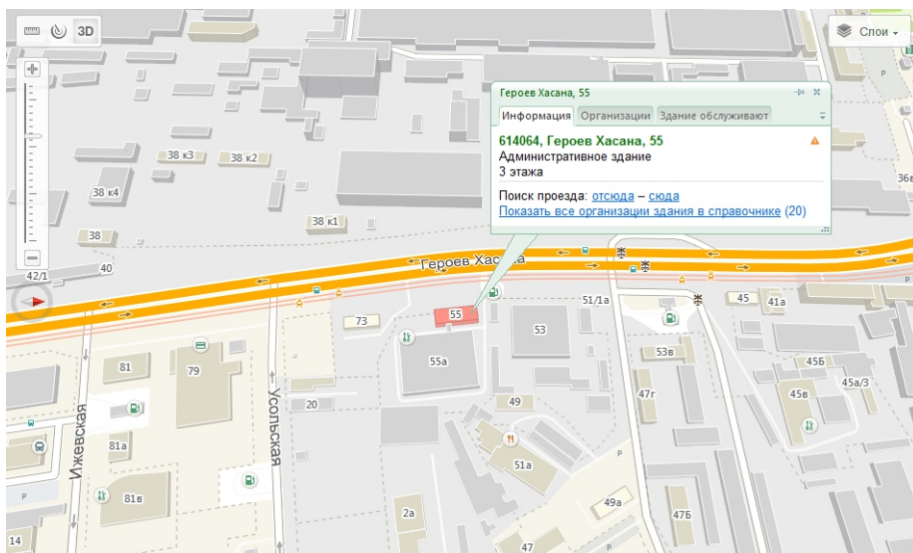 3D
Слои
Героев Хасана, 55
Информация Организации Здание обслуживают
614064, Героев Хасана, 55
Административное здание
3 этажа
Поиск проезда: отсюда – сюда
Показать все организации здания в справочнике (20)
38 к3
38 к2
38 к4
36в
38 к1
38
40
42/1
Героев Хасана
51/1а
45
41а
55
73
53
55а
53в
45Б
81
79
45а/3
47г
45в
20
49
Ижевская
Усольская
81а
51а
P
81в
P
49а
2а
47Б
14
47
P
P